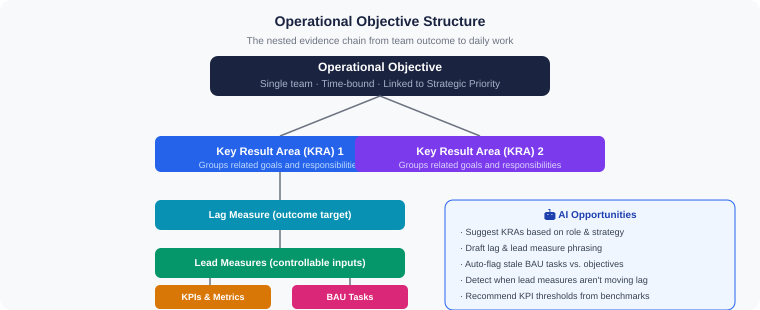 Operational Objective Structure
The nested evidence chain from team outcome to daily work
Operational Objective
Single team · Time-bound · Linked to Strategic Priority
Key Result Area (KRA) 1
Groups related goals and responsibilitie
Key Result Area (KRA) 2
Groups related goals and responsibilities
Lag Measure (outcome target)
Lead Measures (controllable inputs)
KPIs & Metrics
BAU Tasks
AI Opportunities
· Suggest KRAs based on role & strategy
· Draft lag & lead measure phrasing
· Auto-flag stale BAU tasks vs. objectives
· Detect when lead measures aren't moving lag
· Recommend KPI thresholds from benchmarks